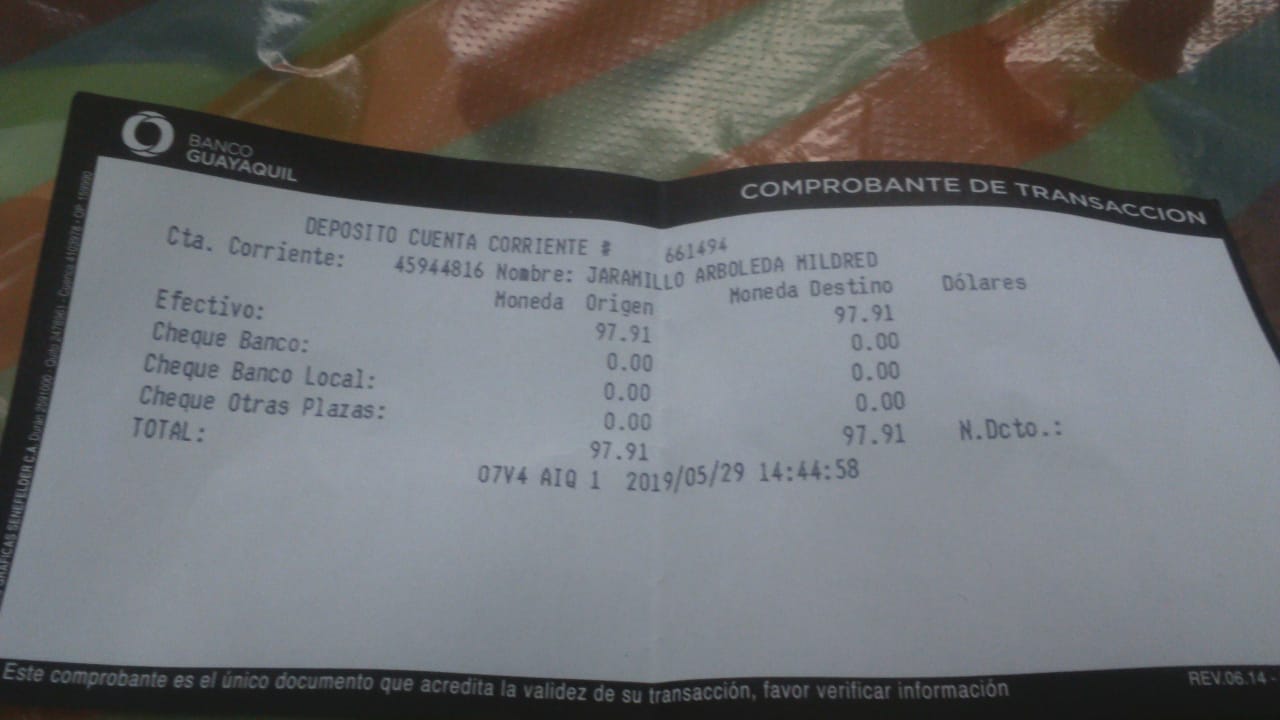 BANCO
GUAYAQUIL
COMPROBANTE DE TRANSACCION
DEPOSITO CUENTA CORRIENTE # 661494
Cta. Corriente: 45944816 Nombre: JARAMILLO ARBOLEDA MILDRED
Moneda Origen Moneda Destino Dólares
Efectivo: 97.91 97.91
Cheque Banco: 0.00 0.00
Cheque Banco Local: 0.00 0.00
Cheque Otras Plazas: 0.00 0.00
TOTAL: 97.91 97.91 N.Dcto.:
07V4 AIQ 1 2019/05/29 14:44:58
Este comprobante es el único documento que acredita la validez de su transacción, favor verificar información
REV.06.14 -
GRAFICAS SENEFELDER C.A.